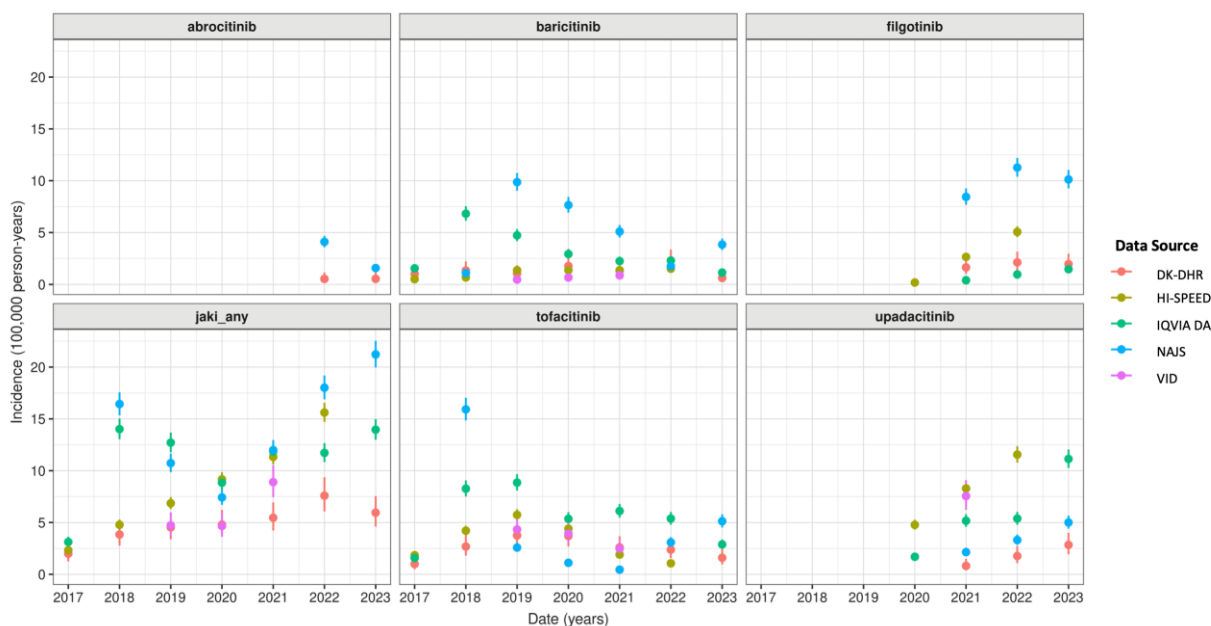 abrocitinib
baricitinib
filgotinib
20
15
10
5
0
Data Source
DK-DHR
HI-SPEED
IQVIA DA
NAJS
VID
Incidence (100,000 person-years)
jaki_any
tofacitinib
upadacitinib
20
15
10
5
0
2017 2018 2019 2020 2021 2022 2023
2017 2018 2019 2020 2021 2022 2023
2017 2018 2019 2020 2021 2022 2023
Date (years)